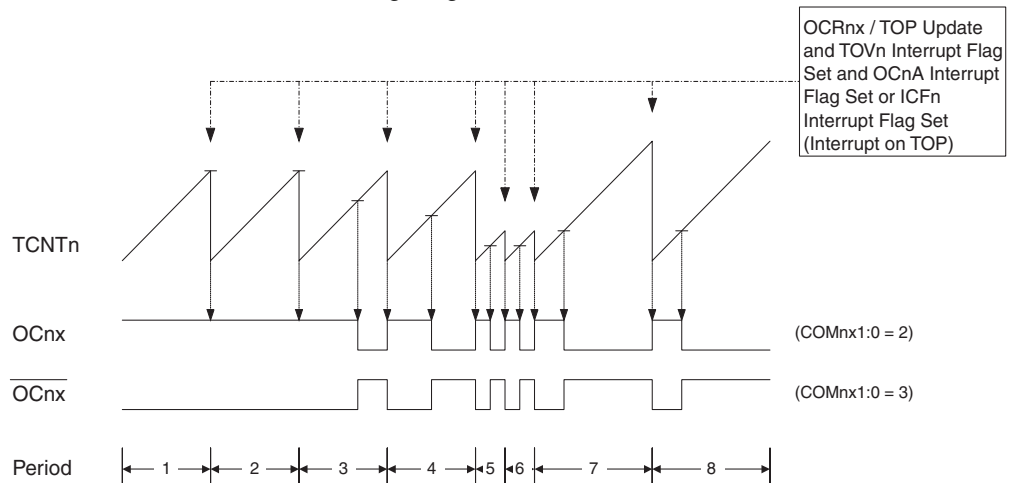 OCRnx / TOP Update
and TOVn Interrupt Flag
Set and OCnA Interrupt
Flag Set or ICFn
Interrupt Flag Set
(Interrupt on TOP)
TCNTn
OCnx (COMnx1:0 = 2)
OCnx (COMnx1:0 = 3)
Period 1 2 3 4 5 6 7 8